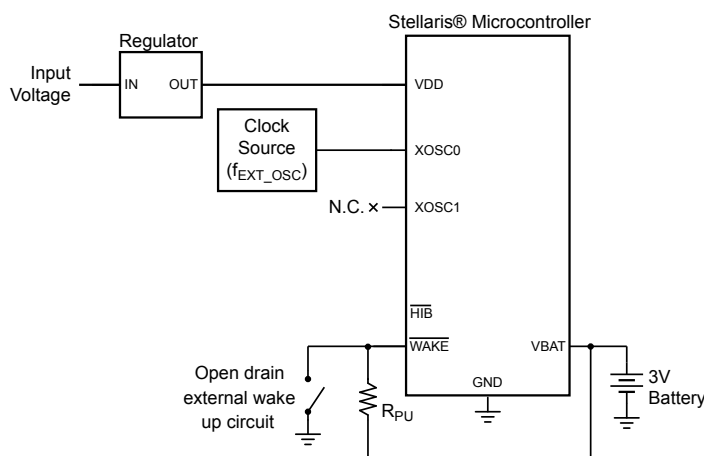 Stellaris® Microcontroller
Regulator
Input
Voltage
IN
OUT
VDD
Clock
Source
(fEXT_OSC)
XOSC0
N.C.
XOSC1
HIB
WAKE
VBAT
Open drain
external wake
up circuit
RPU
GND
3V
Battery